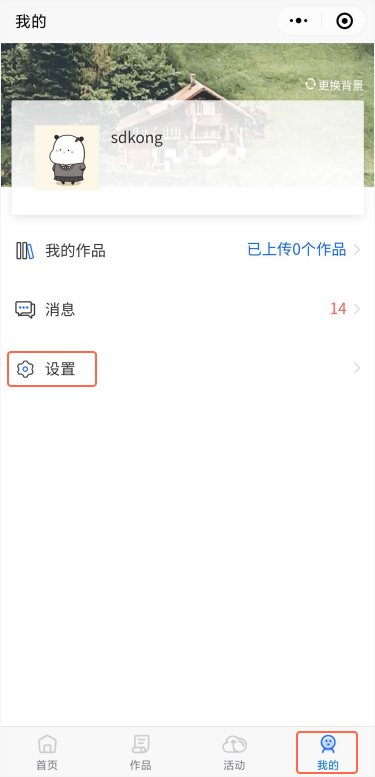 我的
更换背景
sdkong
我的作品 已上传0个作品
消息 14
设置
首页 作品 活动 我的